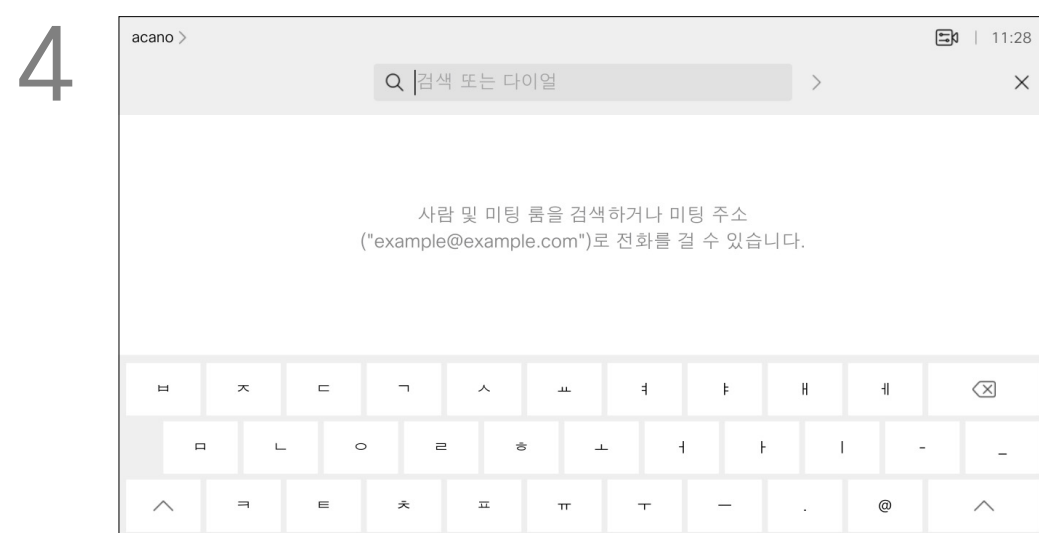 4
acano >
11:28
검색 또는 다이얼
사람 및 미팅 룸을 검색하거나 미팅 주소
("example@example.com")로 전화를 걸 수 있습니다.
ㅂ ㅈ ㄷ ㄱ ㅅ ㅛ ㅕ ㅑ ㅐ ㅔ
ㅁ ㄴ ㅇ ㄹ ㅎ ㅗ ㅓ ㅏ ㅣ - _
ㅋ ㅌ ㅊ ㅍ ㅠ ㅜ ㅡ . @